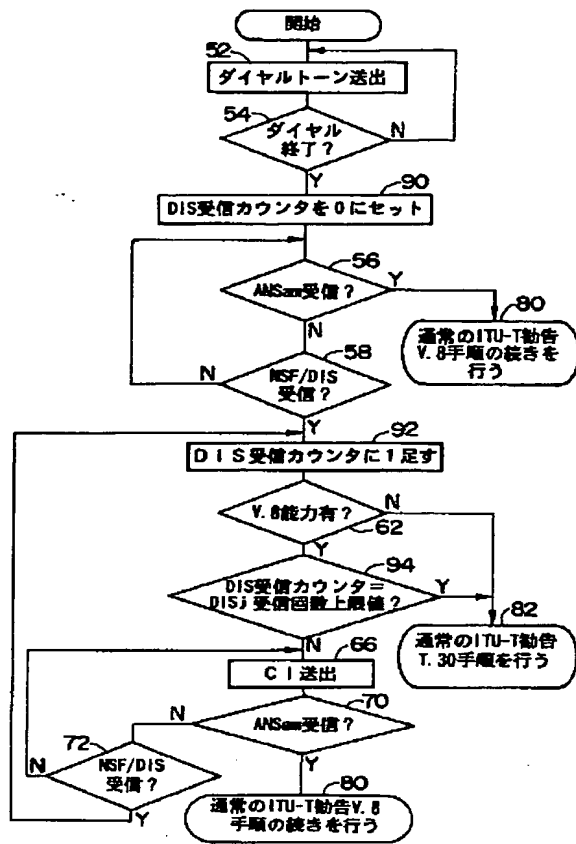 開始
52
ダイヤルトーン送出
54
ダイヤル
終了?
N
Y
90
DIS受信カウンタを0にセット
56
ANSam受信?
Y
N
80
通常のITU-T勧告
V.8手順の続きを
行う
58
NSF/DIS
受信?
N
Y
92
DIS受信カウンタに1足す
V.8能力有?
N
62
Y
94
DIS受信カウンタ=
DISj受信回数上限値?
Y
N
82
通常のITU-T勧告
T.30手順を行う
66
CI送出
70
ANSam受信?
N
Y
72
NSF/DIS
受信?
N
Y
80
通常のITU-T勧告V.8
手順の続きを行う